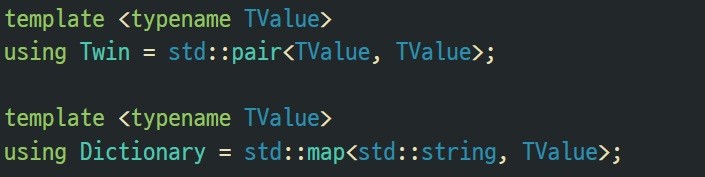 template <typename TValue>
using Twin = std::pair<TValue, TValue>;
template <typename TValue>
using Dictionary = std::map<std::string, TValue>;